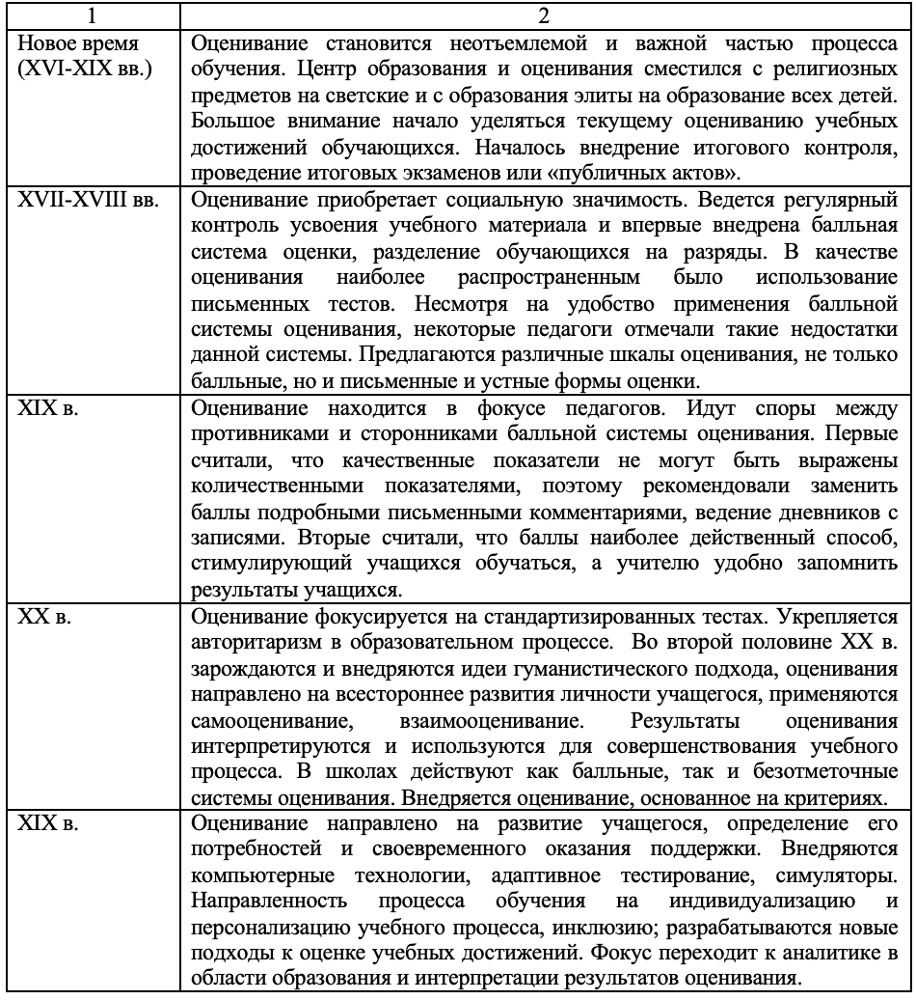 1 2
Новое время
(XVI-XIX вв.)
Оценивание становится неотъемлемой и важной частью процесса
обучения. Центр образования и оценивания сместился с религиозных
предметов на светские и с образования элиты на образование всех детей.
Большое внимание начало уделяться текущему оцениванию учебных
достижений обучающихся. Началось внедрение итогового контроля,
проведение итоговых экзаменов или «публичных актов».
XVII-XVIII вв.
Оценивание приобретает социальную значимость. Ведется регулярный
контроль усвоения учебного материала и впервые внедрена балльная
система оценки, разделение обучающихся на разряды. В качестве
оценивания наиболее распространенным было использование
письменных тестов. Несмотря на удобство применения балльной
системы оценивания, некоторые педагоги отмечали такие недостатки
данной системы. Предлагаются различные шкалы оценивания, не только
балльные, но и письменные и устные формы оценки.
XIX в.
Оценивание находится в фокусе педагогов. Идут споры между
противниками и сторонниками балльной системы оценивания. Первые
считали, что качественные показатели не могут быть выражены
количественными показателями, поэтому рекомендовали заменить
баллы подробными письменными комментариями, ведение дневников с
записями. Вторые считали, что баллы наиболее действенный способ,
стимулирующий учащихся обучаться, а учителю удобно запомнить
результаты учащихся.
XX в.
Оценивание фокусируется на стандартизированных тестах. Укрепляется
авторитаризм в образовательном процессе. Во второй половине XX в.
зарождаются и внедряются идеи гуманистического подхода, оценивания
направлено на всестороннее развития личности учащегося, применяются
самооценивание, взаимооценивание. Результаты оценивания
интерпретируются и используются для совершенствования учебного
процесса. В школах действуют как балльные, так и безотметочные
системы оценивания. Внедряется оценивание, основанное на критериях.
XIX в.
Оценивание направлено на развитие учащегося, определение его
потребностей и своевременного оказания поддержки. Внедряются
компьютерные технологии, адаптивное тестирование, симуляторы.
Направленность процесса обучения на индивидуализацию и
персонализацию учебного процесса, инклюзию; разрабатываются новые
подходы к оценке учебных достижений. Фокус переходит к аналитике в
области образования и интерпретации результатов оценивания.